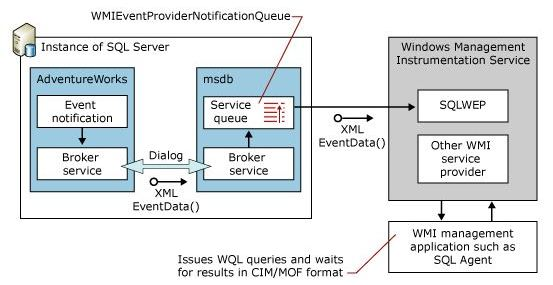 WMIEventProviderNotificationQueue
Instance of SQL Server
AdventureWorks
Event
notification
Broker
service
Dialog
XML
EventData()
msdb
Service
queue
Broker
service
XML
EventData()
Windows Management
Instrumentation Service
SQLWEP
Other WMI
service
provider
WMI management
application such as
SQL Agent
Issues WQL queries and waits
for results in CIM/MOF format